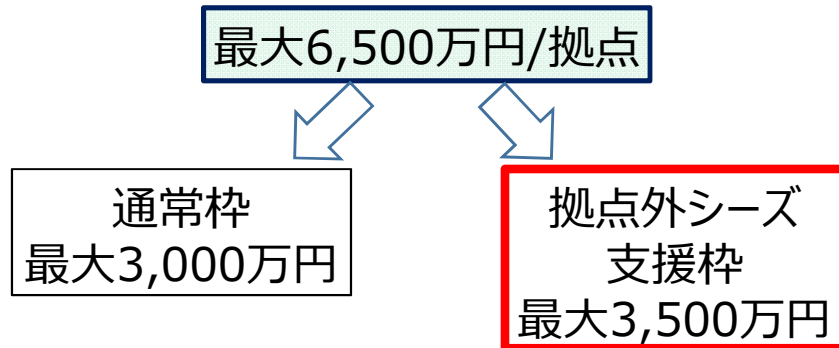 最大6,500万円/拠点
通常枠
最大3,000万円
拠点外シーズ
支援枠
最大3,500万円